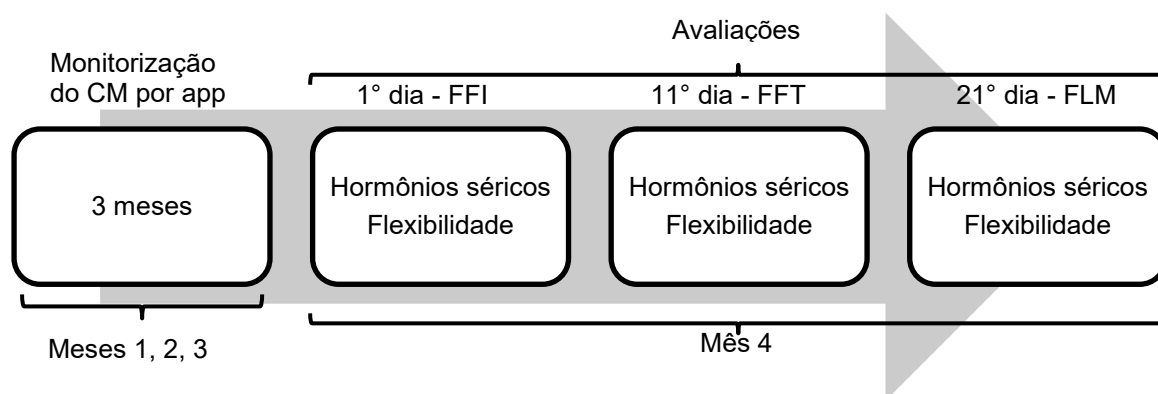 Avaliações
Monitorização
do CM por app
1° dia - FFI
11° dia - FFT
21° dia - FLM
3 meses
Hormônios séricos
Flexibilidade
Hormônios séricos
Flexibilidade
Hormônios séricos
Flexibilidade
Meses 1, 2, 3
Mês 4